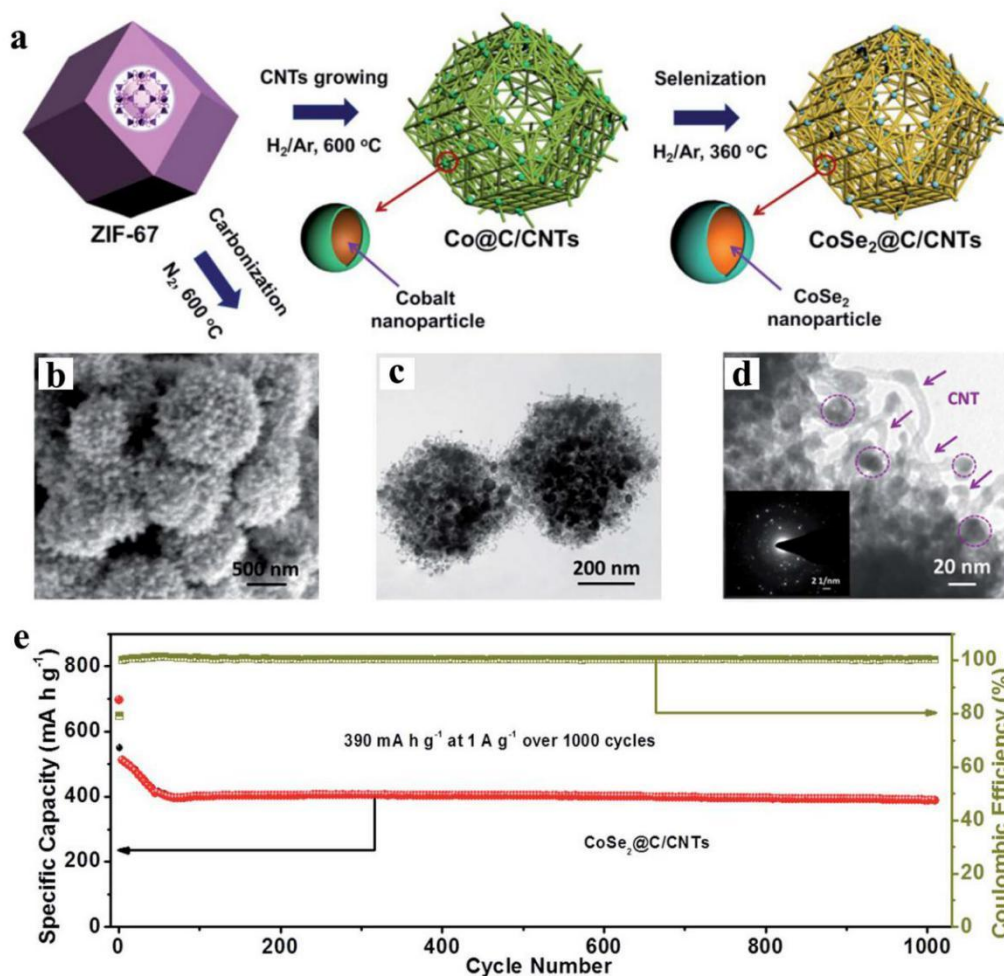 a
CNTs growing
H₂/Ar, 600 °C
Selenization
H₂/Ar, 360 °C
ZIF-67
Carbonization
N₂, 600 °C
Co@C/CNTs
CoSe₂@C/CNTs
Cobalt
nanoparticle
CoSe₂
nanoparticle
b
500 nm
c
200 nm
d
CNT
2 1/nm
20 nm
e
Specific Capacity (mA h g⁻¹)
800
600
400
200
0
390 mA h g⁻¹ at 1 A g⁻¹ over 1000 cycles
CoSe₂@C/CNTs
100
80
60
40
20
0
Coulombic Efficiency (%)
0
200
400
600
800
1000
Cycle Number